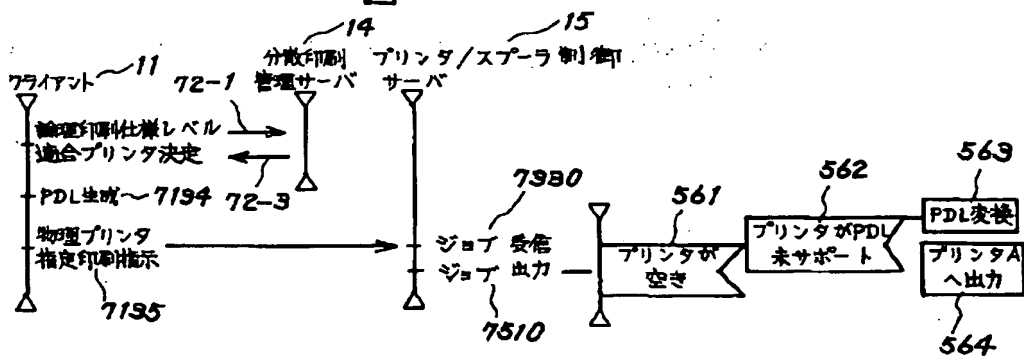 11
クライアント
14
分散印刷
管理サーバ
15
プリンタ/スプーラ制御
サーバ
72-1
論理印刷仕様レベル
適合プリンタ決定
72-3
PDL生成~7194
物理プリンタ
指定印刷指示
7195
7930
ジョブ 受信
ジョブ 出力
7510
561
プリンタが
空き
562
プリンタがPDL
未サポート
563
PDL変換
プリンタA
へ出力
564